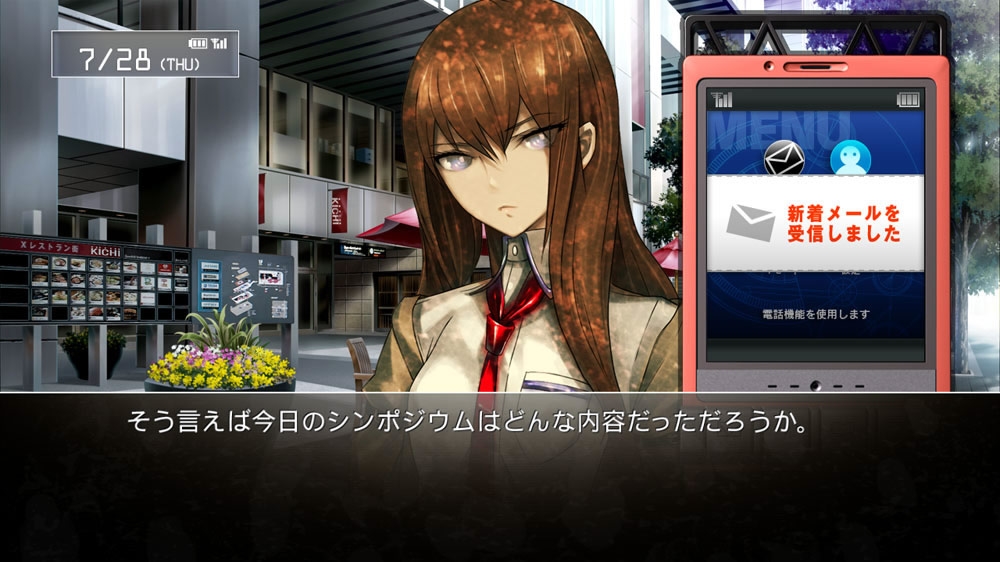 7/28 (THU)
KiCHi
Xレストラン街
KiCHi
MENU
新着メールを
受信しました
電話機能を使用します
そう言えば今日のシンポジウムはどんな内容だっただろうか。